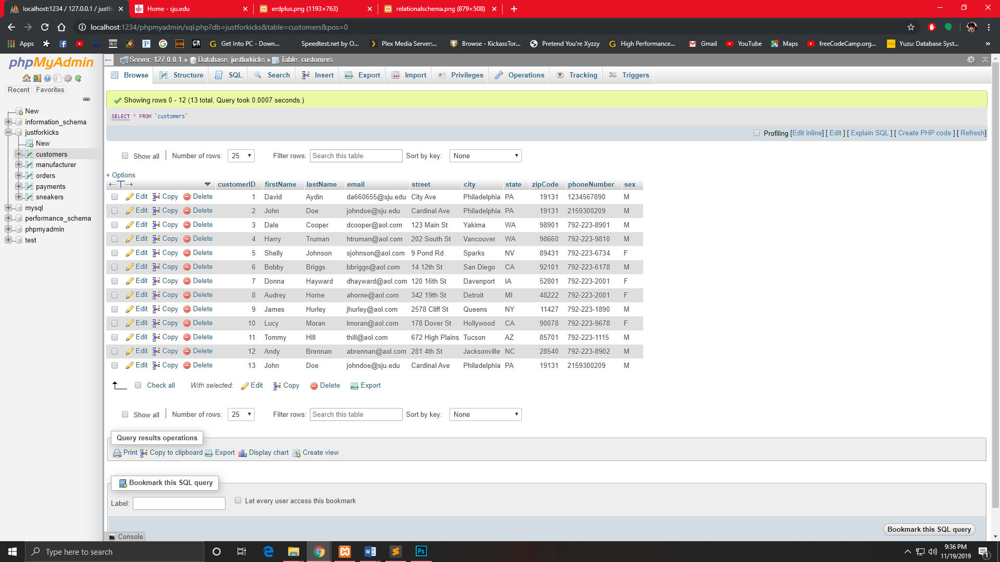 localhost:1234 / 127.0.0.1 / justfo
Home - sju.edu
erdplus.png (1193×763)
relationalschema.png (879×508)
localhost:1234/phpmyadmin/sql.php?db=justforkicks&table=customers&pos=0
Apps
Get Into PC - Down...
Speedtest.net by O...
Plex Media Server:...
Browse - KickassTor...
Pretend You're Xyzzy
High Performance...
Gmail
YouTube
Maps
freeCodeCamp.org...
Yuzu: Database Syst...
phpMyAdmin
Recent
Favorites
New
information_schema
justforkicks
New
customers
manufacturer
orders
payments
sneakers
mysql
performance_schema
phpmyadmin
test
Server: 127.0.0.1 » Database: justforkicks » Table: customers
Browse Structure SQL Search Insert Export Import Privileges Operations Tracking Triggers
Showing rows 0 - 12 (13 total, Query took 0.0007 seconds.)
SELECT * FROM `customers`
Profiling [Edit inline] [ Edit ] [ Explain SQL ] [ Create PHP code ] [ Refresh]
Show all Number of rows: 25 Filter rows: Search this table Sort by key: None
+ Options
customerID firstName lastName email street city state zipCode phoneNumber sex
Edit Copy Delete 1 David Aydin da660655@sju.edu City Ave Philadelphia PA 19131 1234567890 M
Edit Copy Delete 2 John Doe johndoe@sju.edu Cardinal Ave Philadelphia PA 19131 2159300209 M
Edit Copy Delete 3 Dale Cooper dcooper@aol.com 123 Main St Yakima WA 98901 792-223-8901 M
Edit Copy Delete 4 Harry Truman htruman@aol.com 202 South St Vancouver WA 98660 792-223-9810 M
Edit Copy Delete 5 Shelly Johnson sjohnson@aol.com 9 Pond Rd Sparks NV 89431 792-223-6734 F
Edit Copy Delete 6 Bobby Briggs bbriggs@aol.com 14 12th St San Diego CA 92101 792-223-6178 M
Edit Copy Delete 7 Donna Hayward dhayward@aol.com 120 16th St Davenport IA 52801 792-223-2001 F
Edit Copy Delete 8 Audrey Horne ahorne@aol.com 342 19th St Detroit MI 48222 792-223-2001 F
Edit Copy Delete 9 James Hurley jhurley@aol.com 2578 Cliff St Queens NY 11427 792-223-1890 M
Edit Copy Delete 10 Lucy Moran lmoran@aol.com 178 Dover St Hollywood CA 90078 792-223-9678 F
Edit Copy Delete 11 Tommy Hill thill@aol.com 672 High Plains Tucson AZ 85701 792-223-1115 M
Edit Copy Delete 12 Andy Brennan abrennan@aol.com 281 4th St Jacksonville NC 28540 792-223-8902 M
Edit Copy Delete 13 John Doe johndoe@sju.edu Cardinal Ave Philadelphia PA 19131 2159300209 M
Check all With selected: Edit Copy Delete Export
Show all Number of rows: 25 Filter rows: Search this table Sort by key: None
Query results operations
Print Copy to clipboard Export Display chart Create view
Bookmark this SQL query
Label: Let every user access this bookmark
Bookmark this SQL query
Console
Type here to search
9:36 PM
11/19/2019